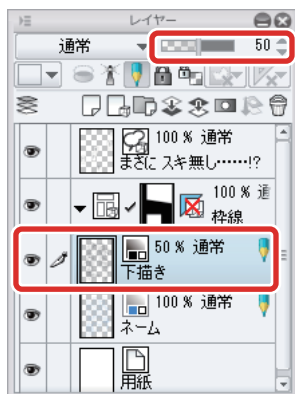 レイヤー
通常 50
100 % 通常
まさに スキ無し……!?
100 % 通
枠線
50 % 通常
下描き
100 % 通常
ネーム
用紙